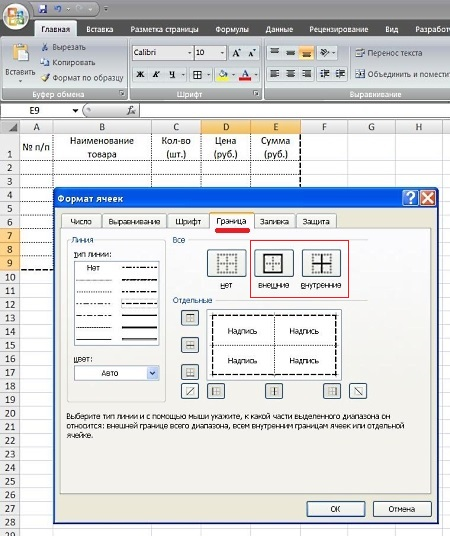 Главная Вставка Разметка страницы Формулы Данные Рецензирование Вид Разработ
Вставить
Вырезать
Копировать
Формат по образцу
Буфер обмена
Calibri 10
Ж К Ч
Шрифт
Перенос текста
Объединить и помести
Выравнивание
E9 fx
A B C D E F G H
1 № п/п Наименование товара Кол-во (шт.) Цена (руб.) Сумма (руб.)
2
3
4
5
6
7
8
9
10
11
12
13
14
15
16
17
18
19
20
21
22
23
24
25
26
27
28
Формат ячеек
Число Выравнивание Шрифт Граница Заливка Защита
Линия
тип линии:
Нет
цвет:
Авто
Все
нет внешние внутренние
Отдельные
Надпись Надпись
Надпись Надпись
Выберите тип линии и с помощью мыши укажите, к какой части выделенного диапазона он
относится: внешней границе всего диапазона, всем внутренним границам ячеек или отдельной
ячейке.
ОК Отмена